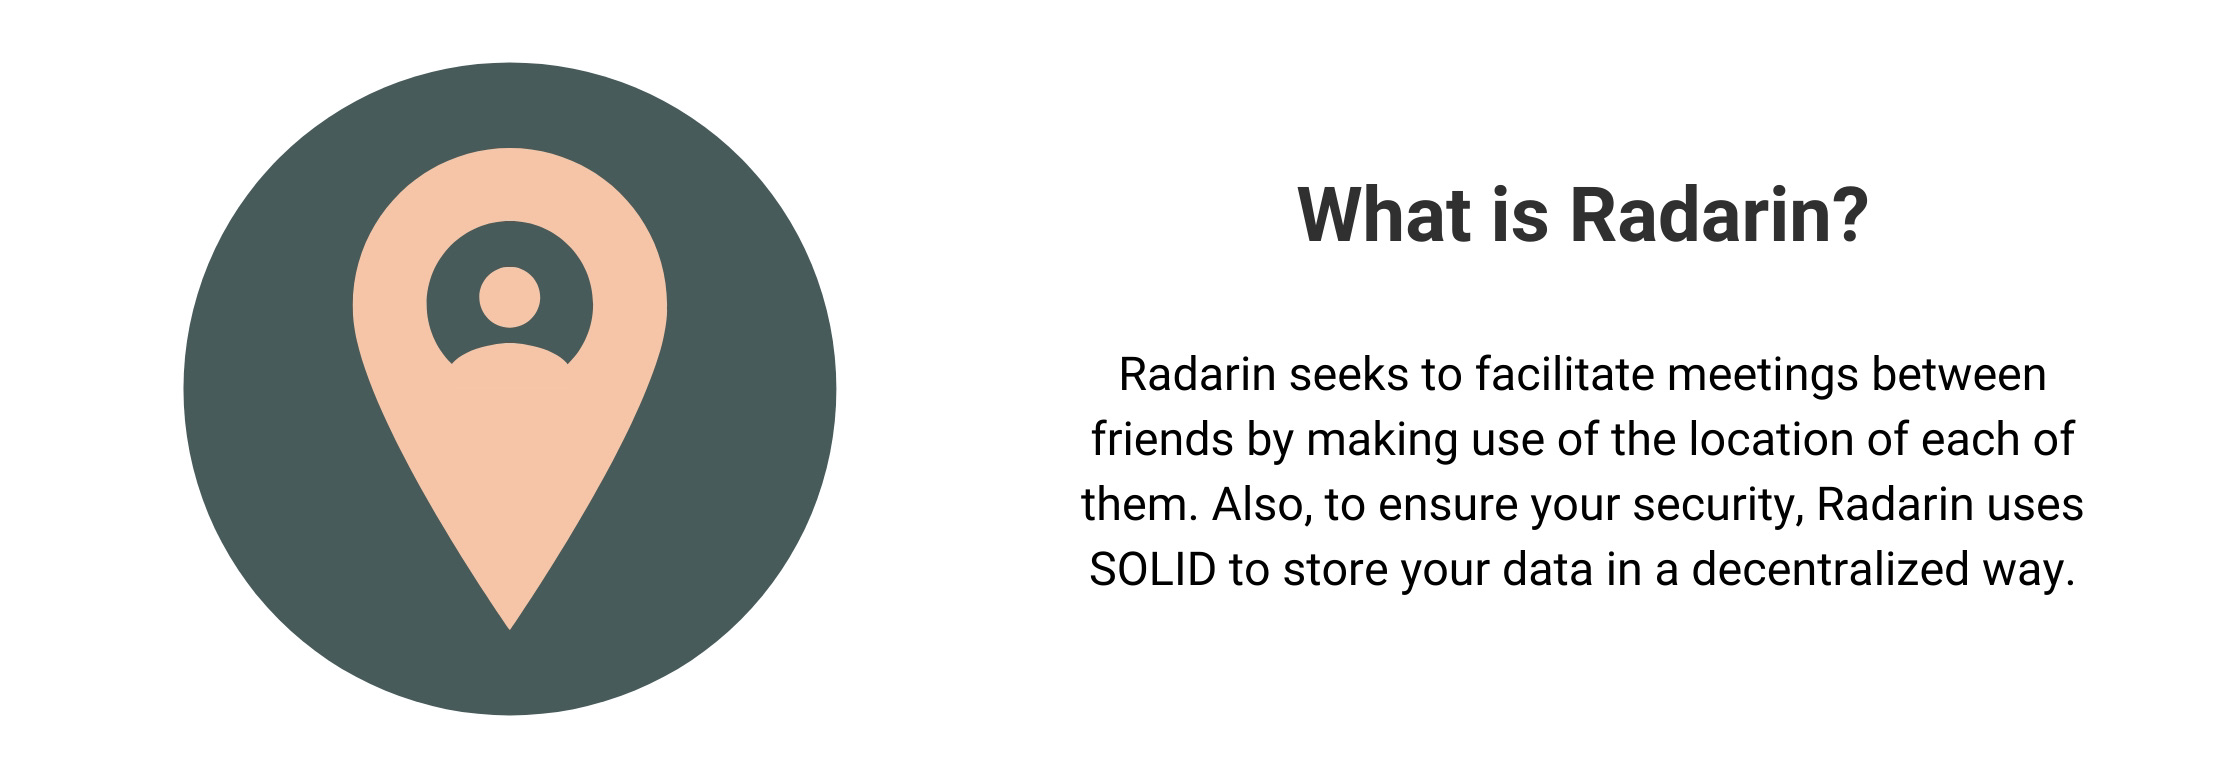 What is Radarin?
Radarin seeks to facilitate meetings between
friends by making use of the location of each of
them. Also, to ensure your security, Radarin uses
SOLID to store your data in a decentralized way.